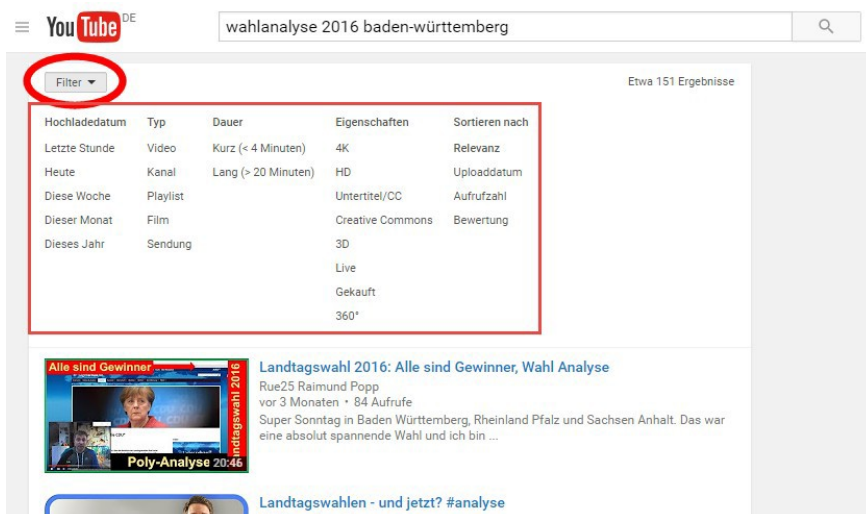 YouTube DE
wahlanalyse 2016 baden-württemberg
Filter
Etwa 151 Ergebnisse
Hochladedatum Typ Dauer Eigenschaften Sortieren nach
Letzte Stunde Video Kurz (< 4 Minuten) 4K Relevanz
Heute Kanal Lang (> 20 Minuten) HD Uploaddatum
Diese Woche Playlist Untertitel/CC Aufrufzahl
Dieser Monat Film Creative Commons Bewertung
Dieses Jahr Sendung 3D
Live
Gekauft
360°
Alle sind Gewinner
Landtagswahl 2016
Poly-Analyse 20:46
Landtagswahl 2016: Alle sind Gewinner, Wahl Analyse
Rue25 Raimund Popp
vor 3 Monaten • 84 Aufrufe
Super Sonntag in Baden Württemberg, Rheinland Pfalz und Sachsen Anhalt. Das war
eine absolut spannende Wahl und ich bin ...
Landtagswahlen - und jetzt? #analyse